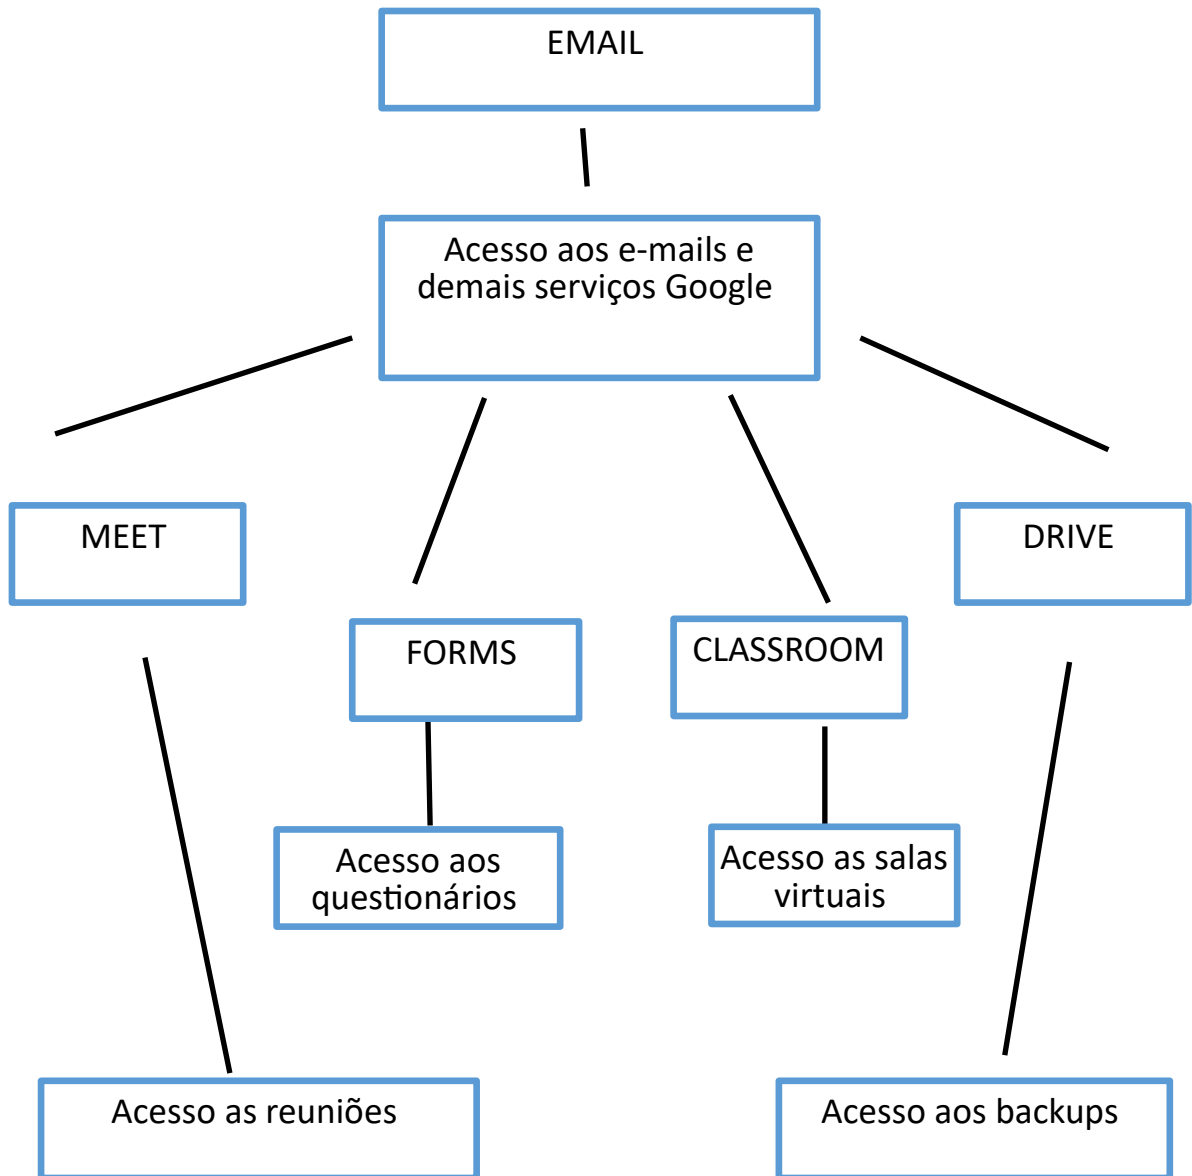 EMAIL
Acesso aos e-mails e
demais serviços Google
MEET
DRIVE
FORMS
CLASSROOM
Acesso aos
questionários
Acesso as salas
virtuais
Acesso as reuniões
Acesso aos backups